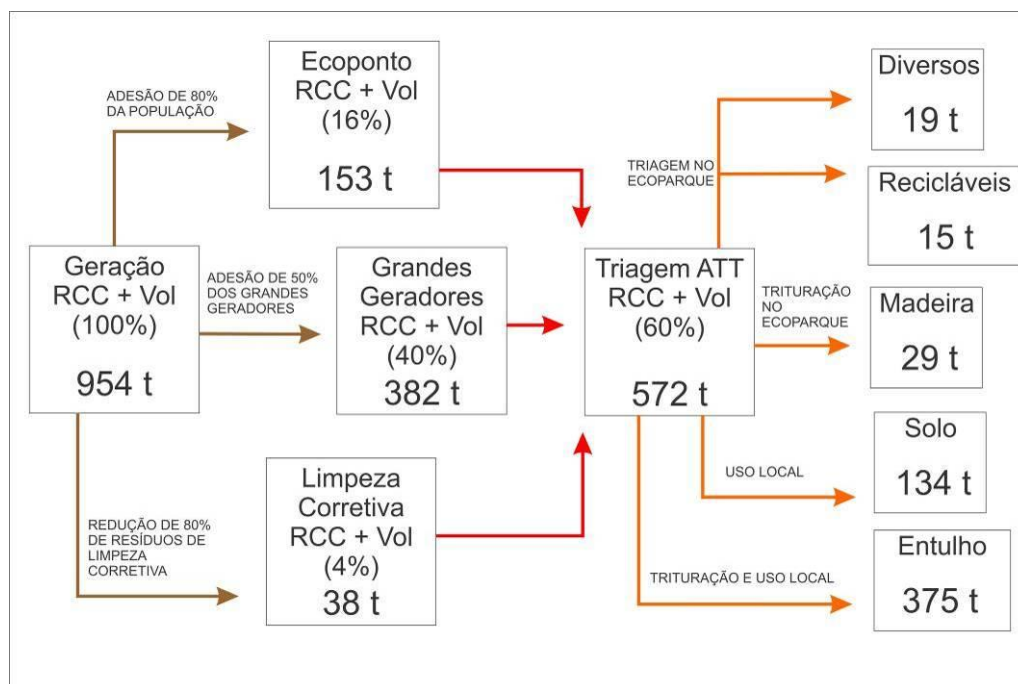 ADESÃO DE 80%
DA POPULAÇÃO
Ecoponto
RCC + Vol
(16%)
153 t
Geração
RCC + Vol
(100%)
954 t
ADESÃO DE 50%
DOS GRANDES
GERADORES
Grandes
Geradores
RCC + Vol
(40%)
382 t
REDUÇÃO DE 80%
DE RESÍDUOS DE
LIMPEZA
CORRETIVA
Limpeza
Corretiva
RCC + Vol
(4%)
38 t
Triagem ATT
RCC + Vol
(60%)
572 t
TRIAGEM NO
ECOPARQUE
Diversos
19 t
Recicláveis
15 t
TRITURAÇÃO
NO
ECOPARQUE
Madeira
29 t
USO LOCAL
Solo
134 t
TRITURAÇÃO E USO LOCAL
Entulho
375 t